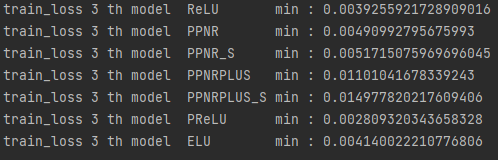 train_loss 3 th model  ReLU       min : 0.0039255921728909016
train_loss 3 th model  PPNR       min : 0.00490992795675993
train_loss 3 th model  PPNR_S     min : 0.0051715075969696045
train_loss 3 th model  PPNRPLUS   min : 0.01101041678339243
train_loss 3 th model  PPNRPLUS_S min : 0.014977820217609406
train_loss 3 th model  PReLU      min : 0.002809320343658328
train_loss 3 th model  ELU        min : 0.004140022210776806